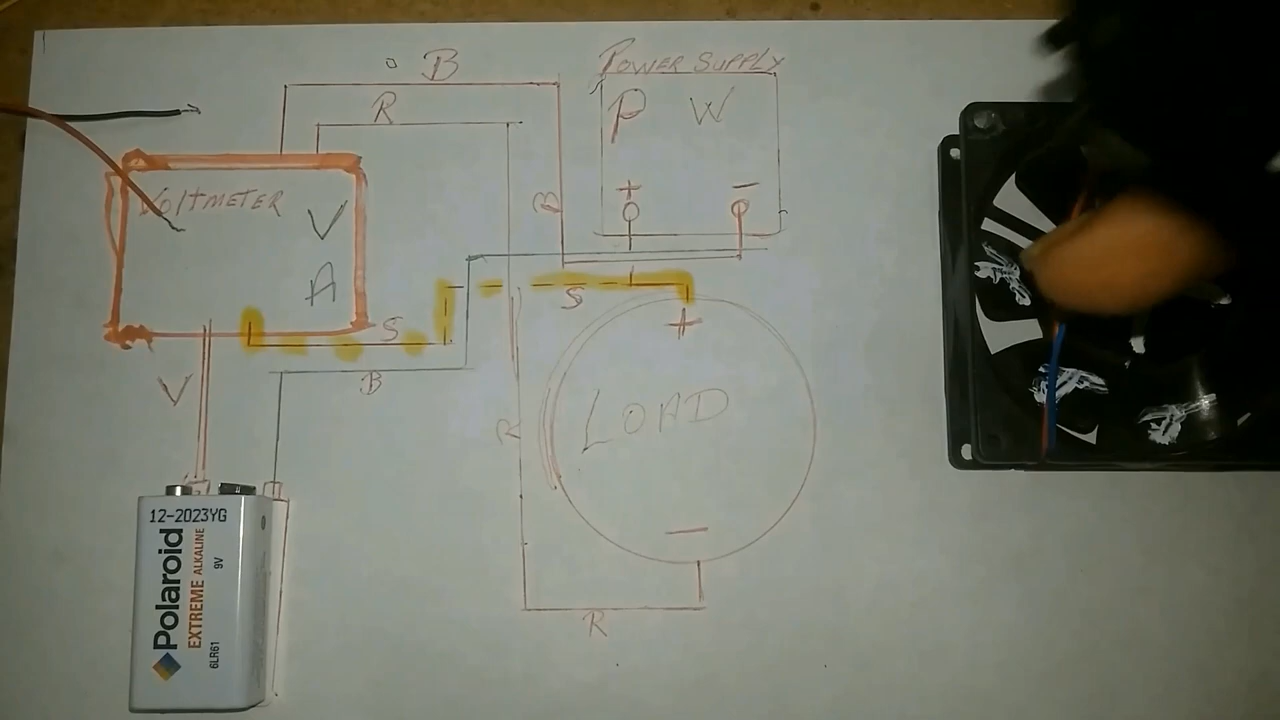 B
POWER SUPPLY
R
P W
VOLTMETER
V
B
+ −
A
S
S
+
V
B
LOAD
R
12-2023YG
Polaroid
EXTREME ALKALINE
9V
6LR61
−
R